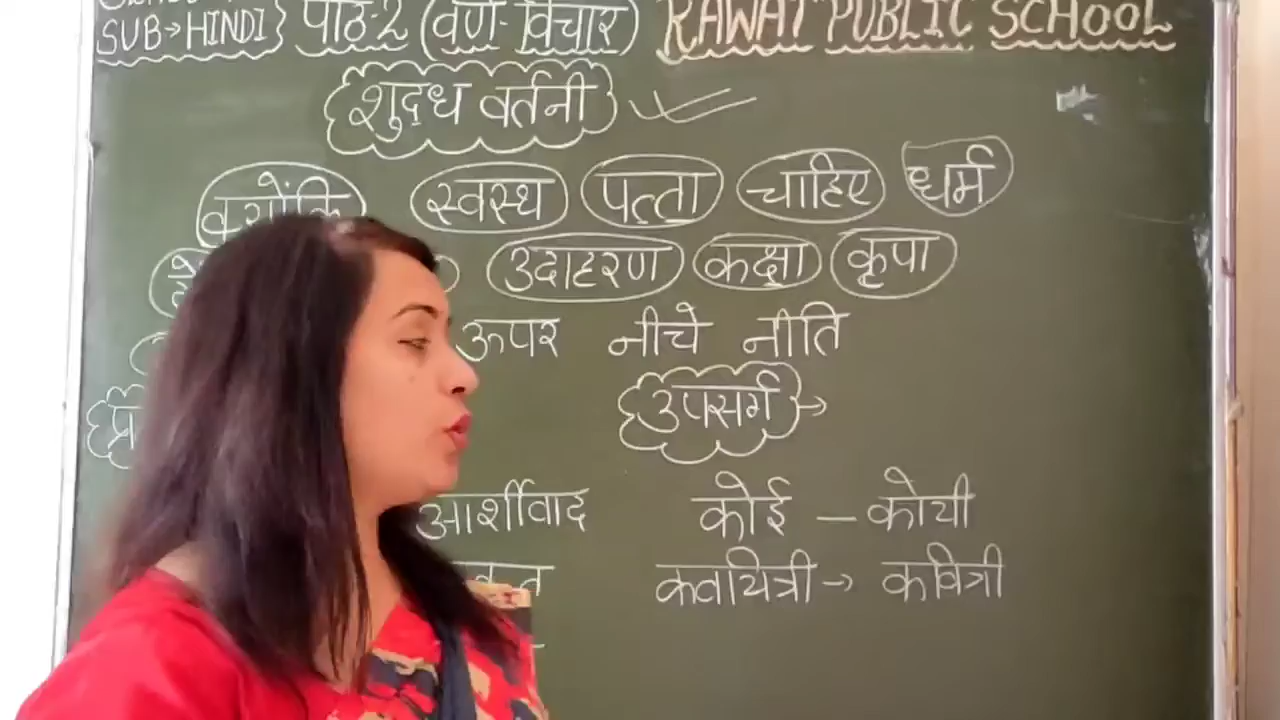 SUB→HINDI} पाठ-2 (वर्ण-विचार) RAWAT PUBLIC SCHOOL
{शुद्ध वर्तनी}
क्योंकि स्वस्थ पत्ता चाहिए धर्म
उदाहरण कक्षा कृपा
ऊपर नीचे नीति
{उपसर्ग}→
आर्शीवाद कोई — कोयी
कवयित्री → कवित्री